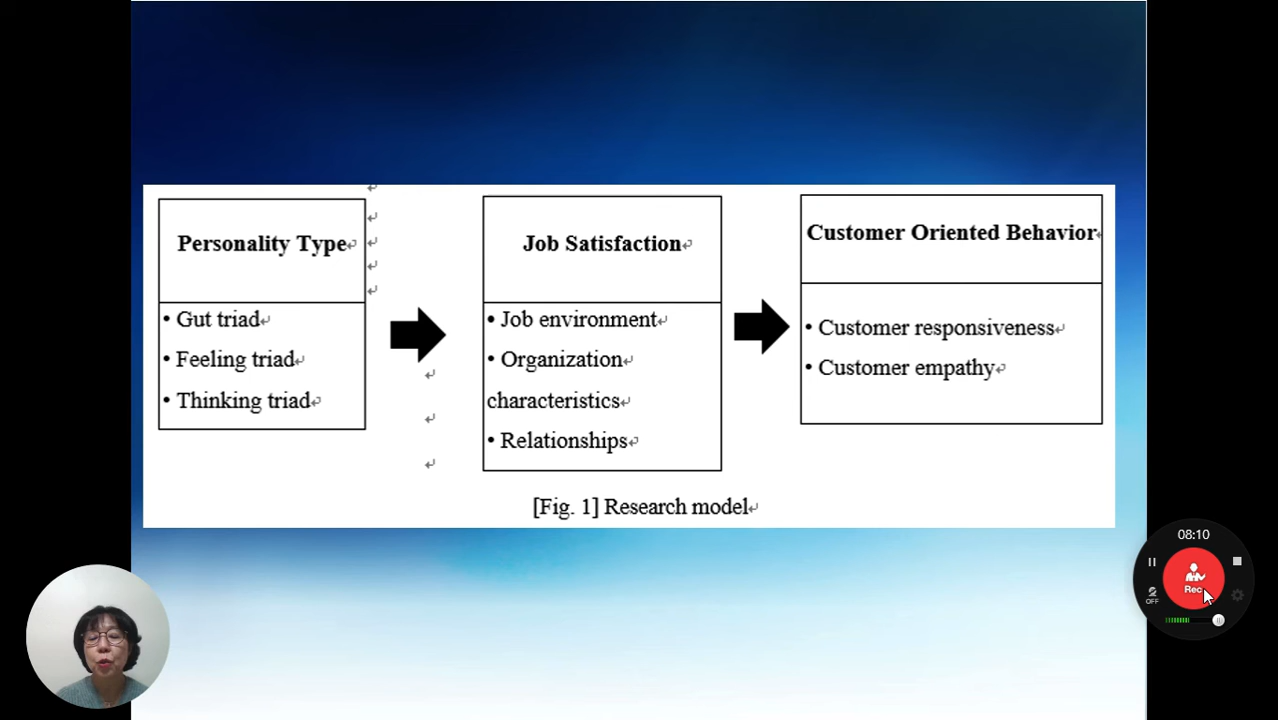 Personality Type
• Gut triad
• Feeling triad
• Thinking triad
Job Satisfaction
• Job environment
• Organization
characteristics
• Relationships
Customer Oriented Behavior
• Customer responsiveness
• Customer empathy
[Fig. 1] Research model
08:10
Rec
OFF